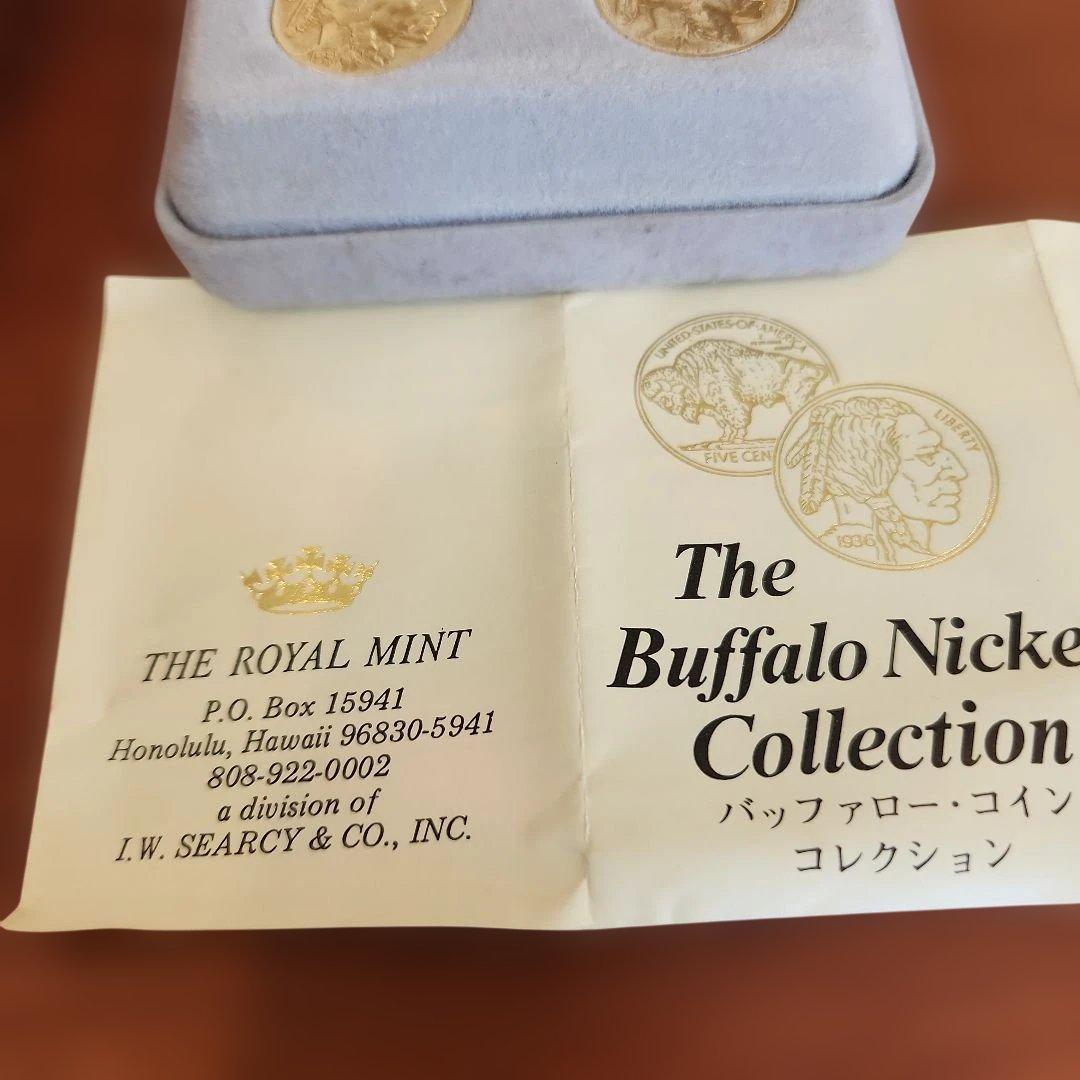 THE ROYAL MINT
P.O. Box 15941
Honolulu, Hawaii 96830-5941
808-922-0002
a division of
I.W. SEARCY & CO., INC.
UNITED·STATES·OF·AMERICA
FIVE CEN
LIBERTY
1936
The
Buffalo Nicke
Collection
バッファロー・コイン
コレクション